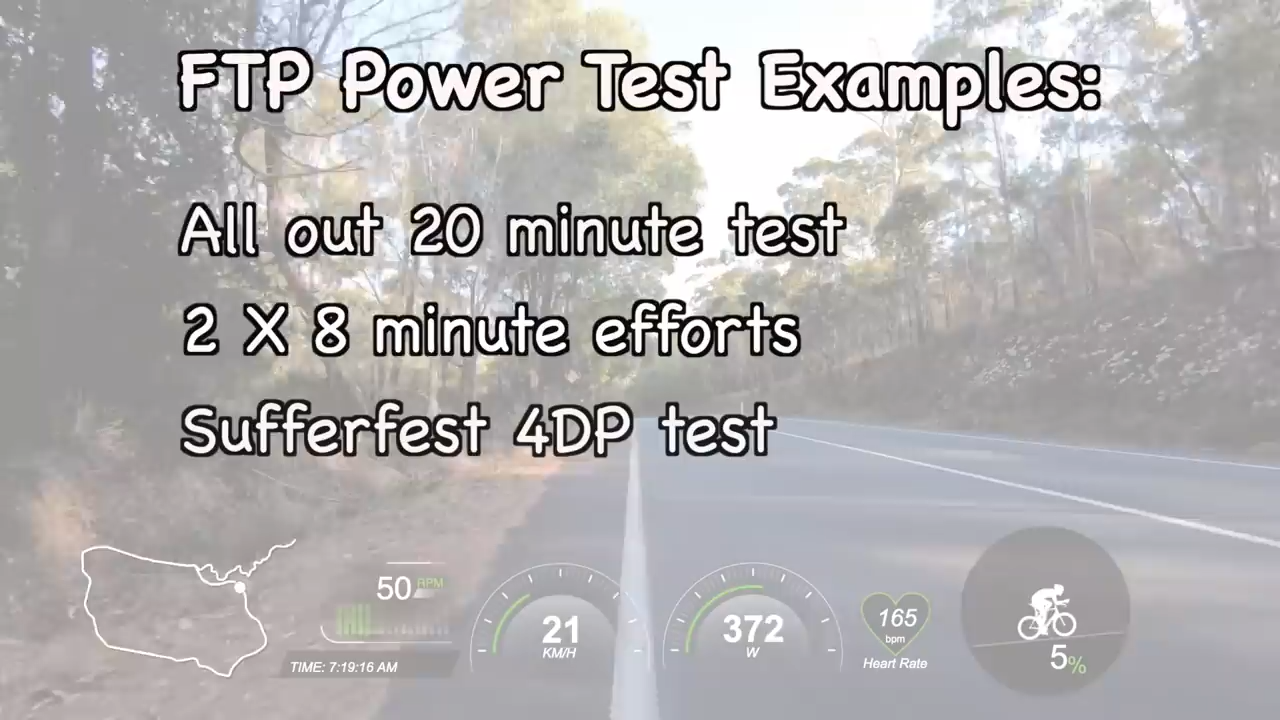 FTP Power Test Examples:
All out 20 minute test
2 X 8 minute efforts
Sufferfest 4DP test
50 RPM
TIME: 7:19:16 AM
21
KM/H
372
W
165
bpm
Heart Rate
5%